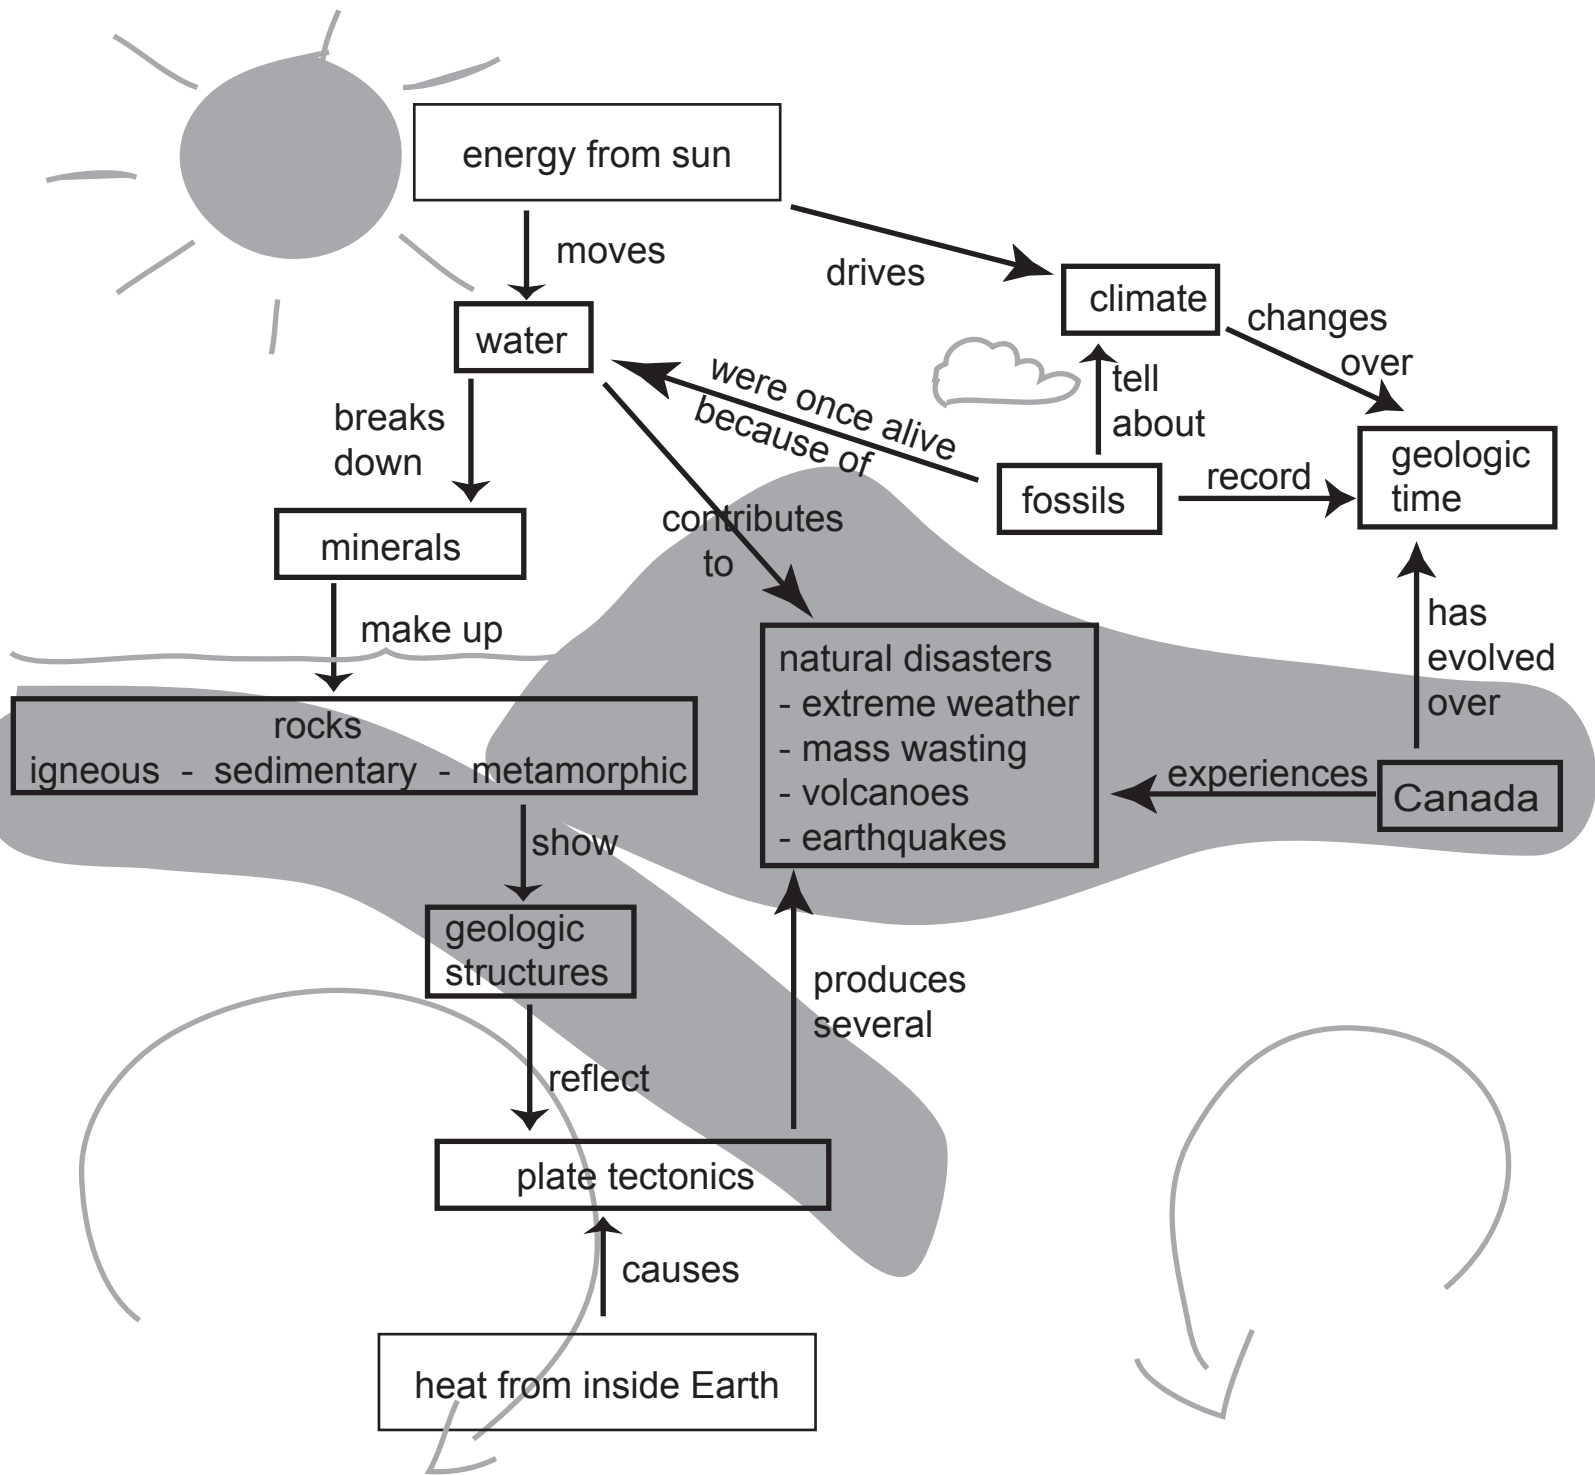 energy from sun
moves
drives
climate
changes
over
water
were once alive
because of
tell
about
breaks
down
geologic
time
record
fossils
contributes
to
minerals
make up
has
evolved
over
natural disasters
- extreme weather
- mass wasting
- volcanoes
- earthquakes
rocks
igneous - sedimentary - metamorphic
experiences
Canada
show
geologic
structures
produces
several
reflect
plate tectonics
causes
heat from inside Earth